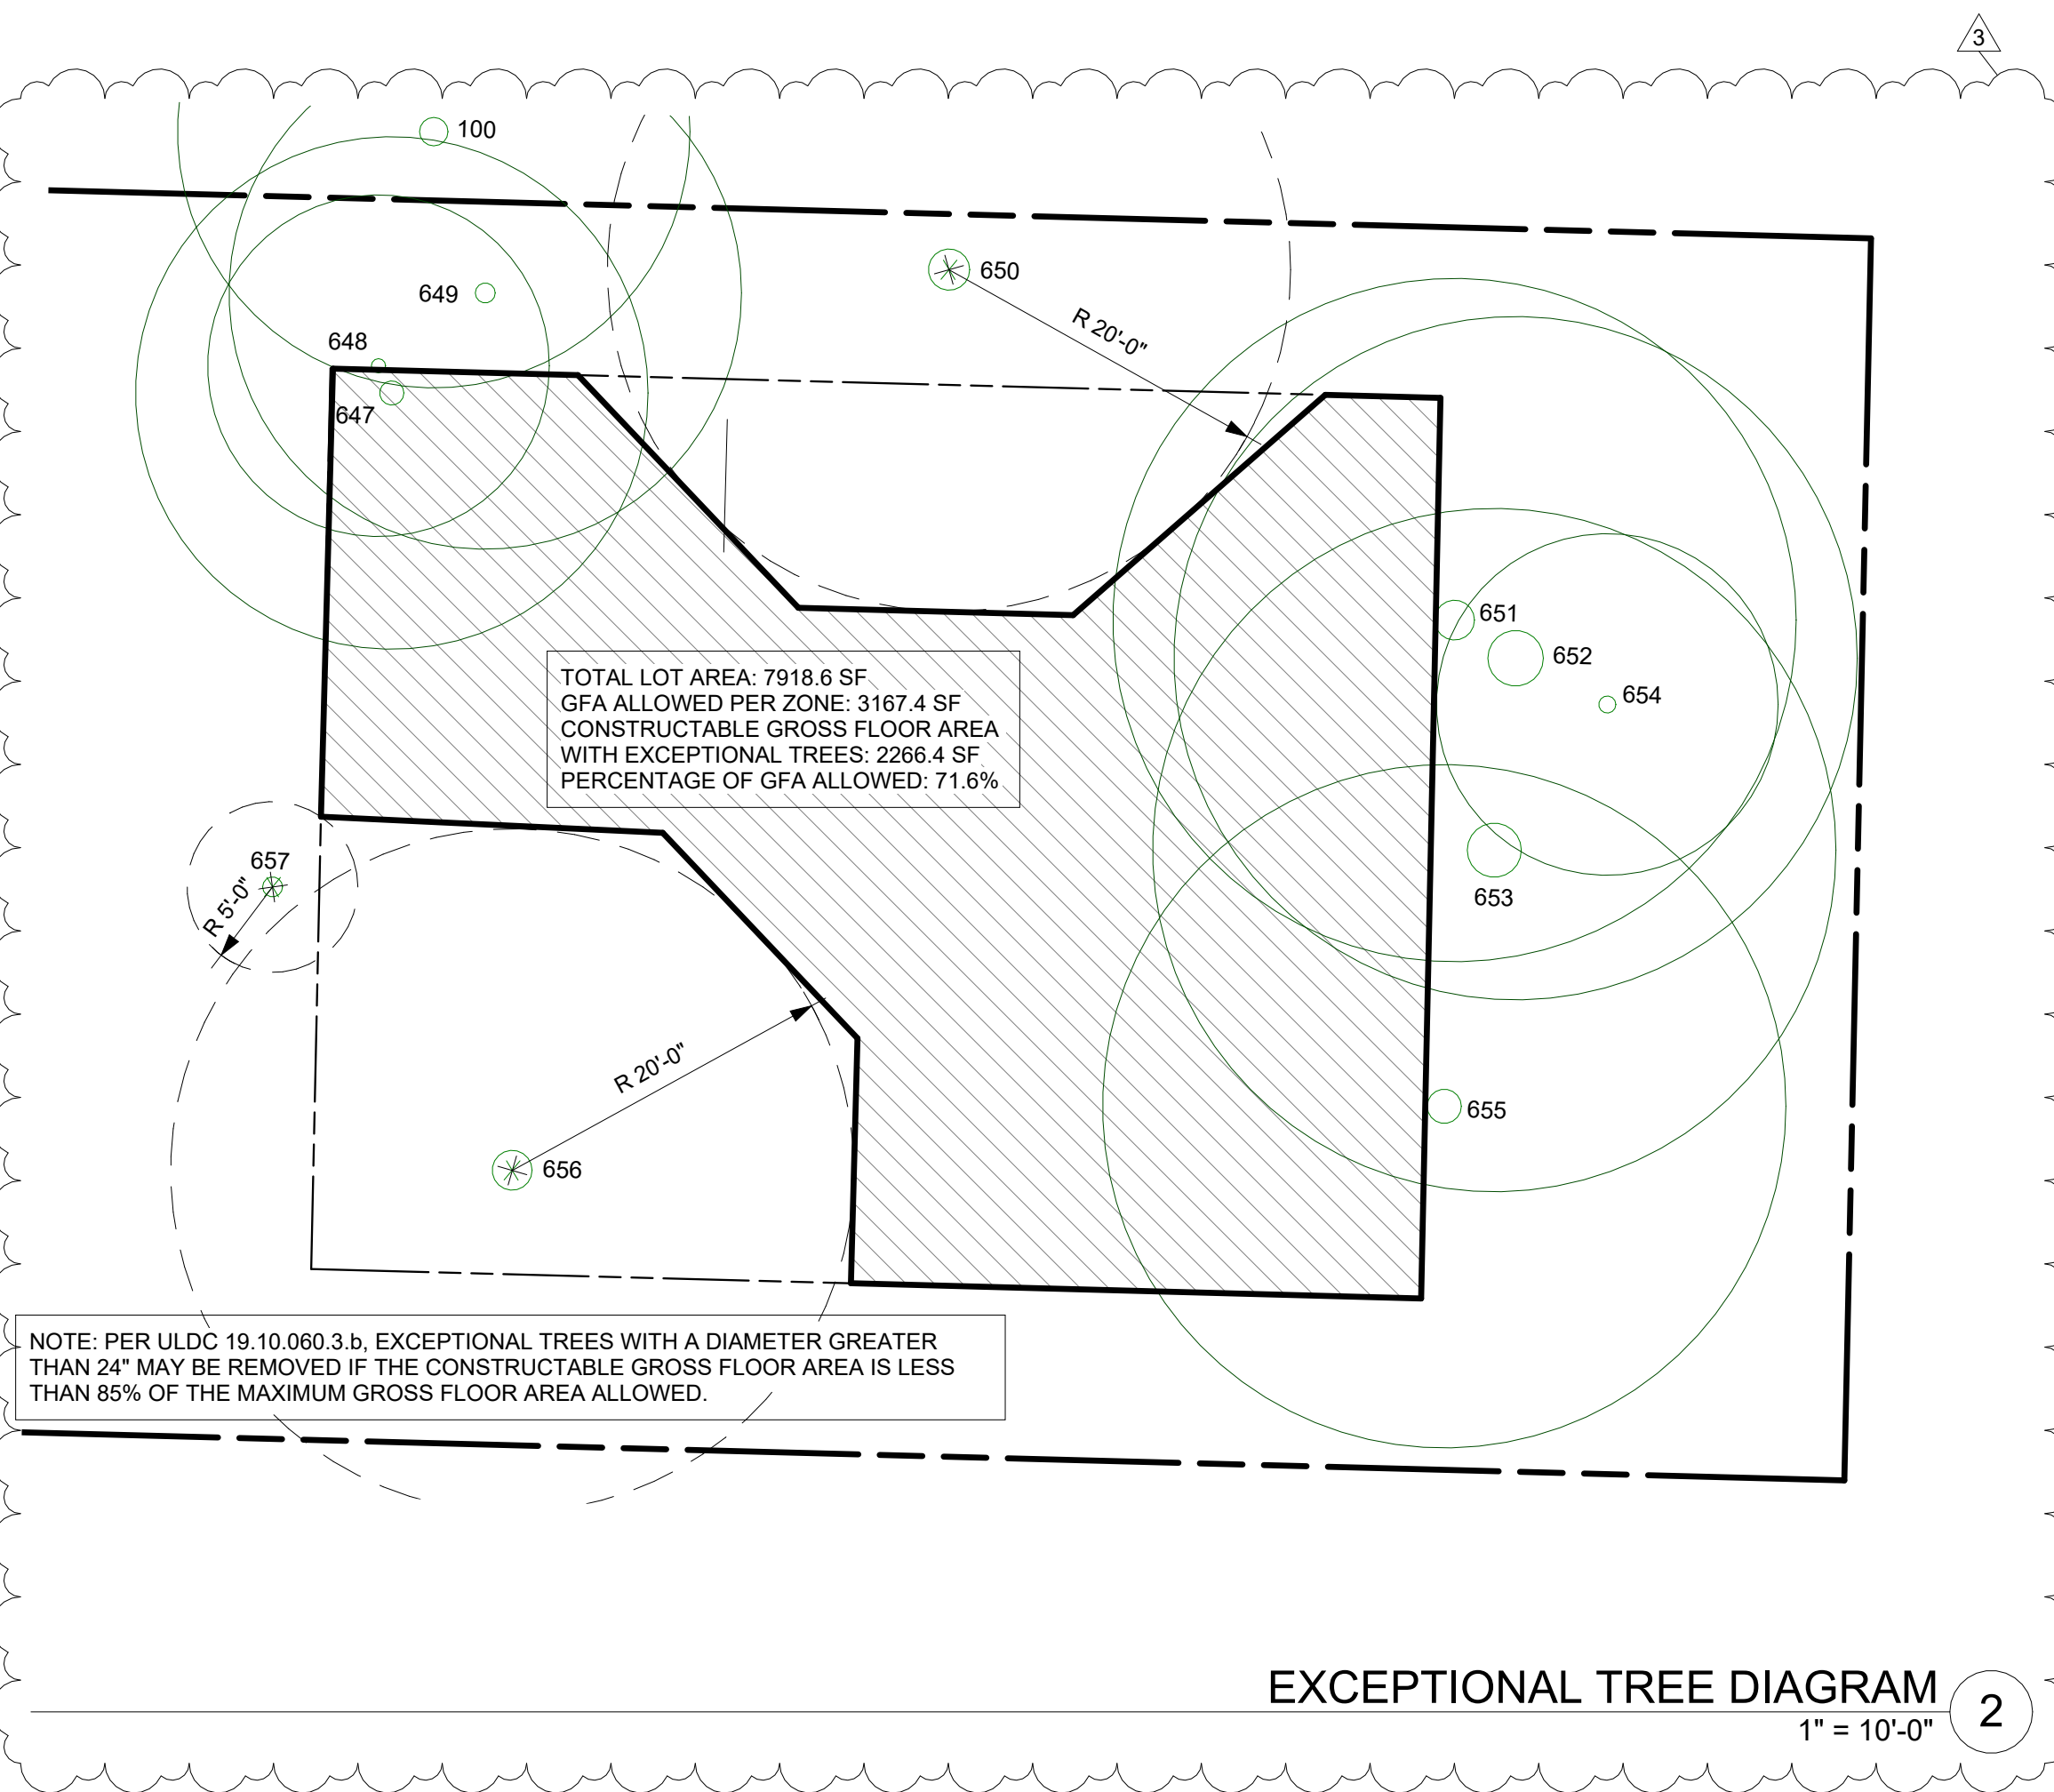 3
100
649
650
648
R 20'-0"
647
651
652
654
TOTAL LOT AREA: 7918.6 SF
GFA ALLOWED PER ZONE: 3167.4 SF
CONSTRUCTABLE GROSS FLOOR AREA
WITH EXCEPTIONAL TREES: 2266.4 SF
PERCENTAGE OF GFA ALLOWED: 71.6%
657
R 5'-0"
653
R 20'-0"
655
656
NOTE: PER ULDC 19.10.060.3.b, EXCEPTIONAL TREES WITH A DIAMETER GREATER
THAN 24" MAY BE REMOVED IF THE CONSTRUCTABLE GROSS FLOOR AREA IS LESS
THAN 85% OF THE MAXIMUM GROSS FLOOR AREA ALLOWED.
EXCEPTIONAL TREE DIAGRAM
2
1" = 10'-0"